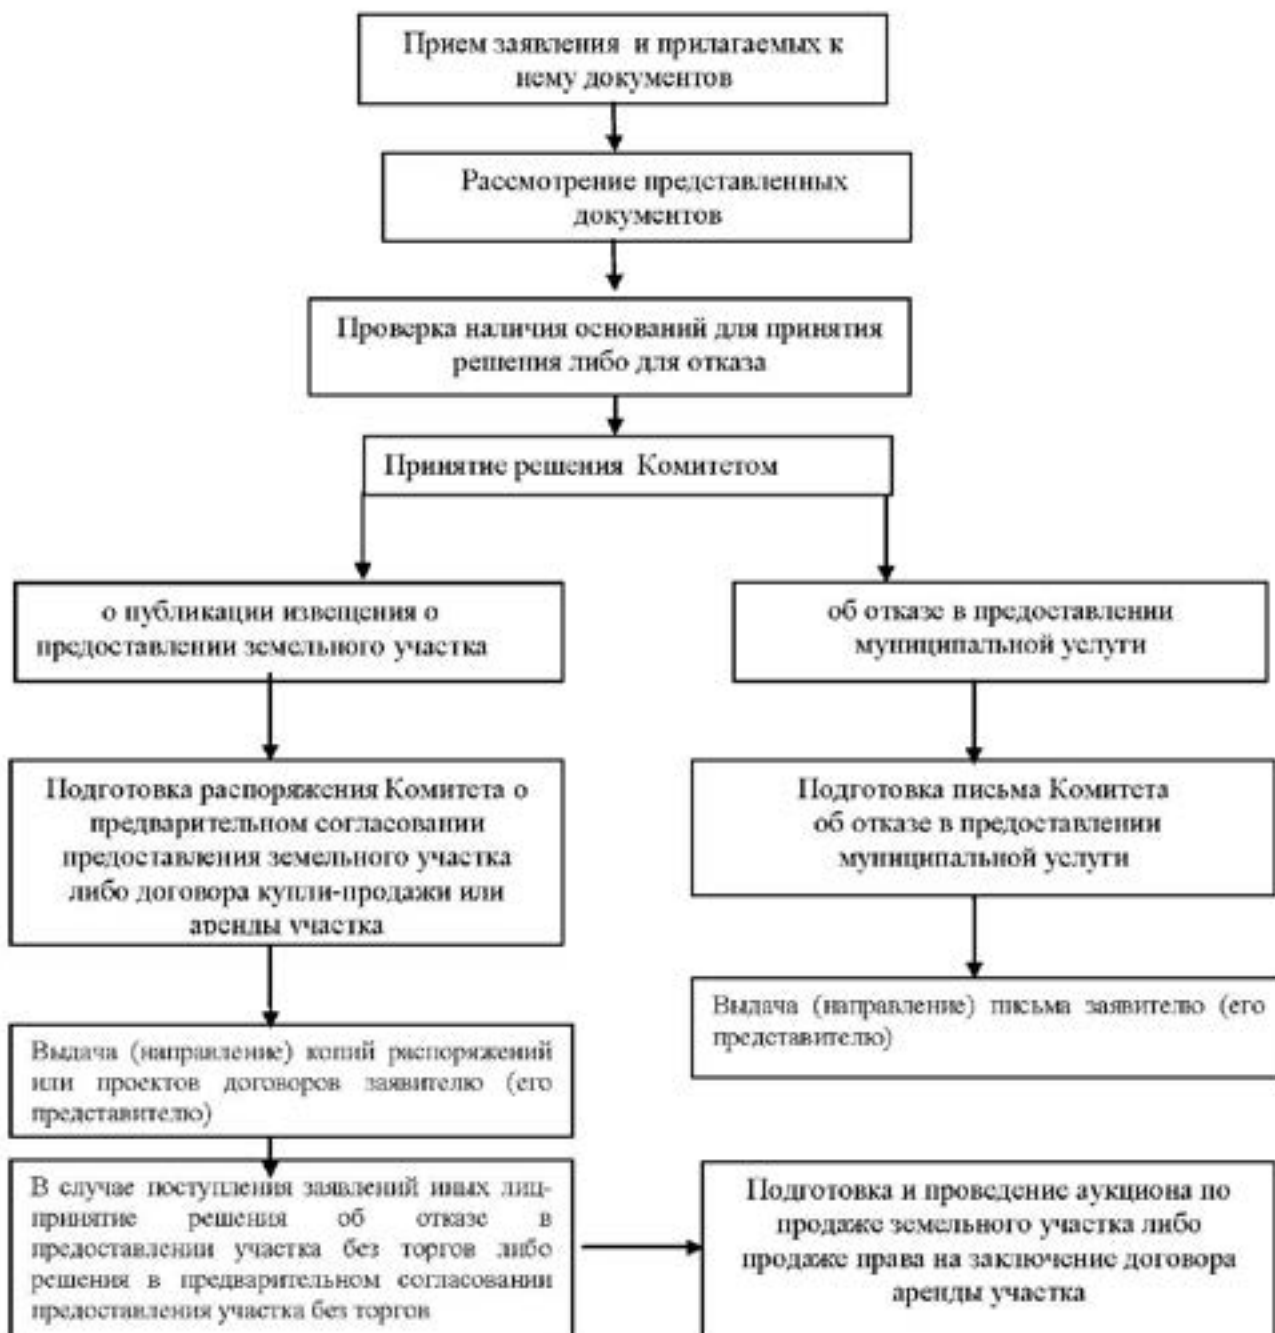 Прием заявления и прилагаемых к
нему документов
Рассмотрение представленных
документов
Проверка наличия оснований для принятия
решения либо для отказа
Принятие решения Комитетом
о публикации извещения о
предоставлении земельного участка
об отказе в предоставлении
муниципальной услуги
Подготовка распоряжения Комитета о
предварительном согласовании
предоставления земельного участка
либо договора купли-продажи или
аренды участка
Подготовка письма Комитета
об отказе в предоставлении
муниципальной услуги
Выдача (направление) письма заявителю (его
представителю)
Выдача (направление) копий распоряжений
или проектов договоров заявителю (его
представителю)
В случае поступления заявлений иных лиц-
принятие решения об отказе в
предоставлении участка без торгов либо
решения в предварительном согласовании
предоставления участка без торгов
Подготовка и проведение аукциона по
продаже земельного участка либо
продаже права на заключение договора
аренды участка